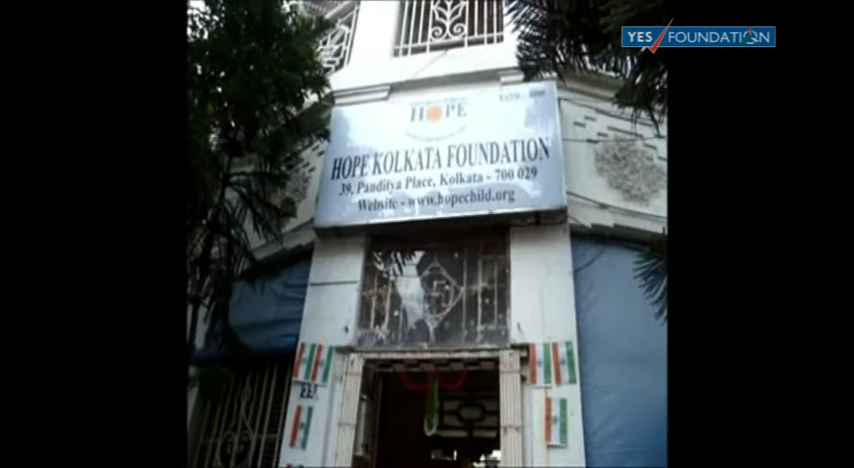 YES FOUNDATION
HOPE
HOPE KOLKATA FOUNDATION
39, Panditya Place, Kolkata - 700 029
Website - www.hopechild.org